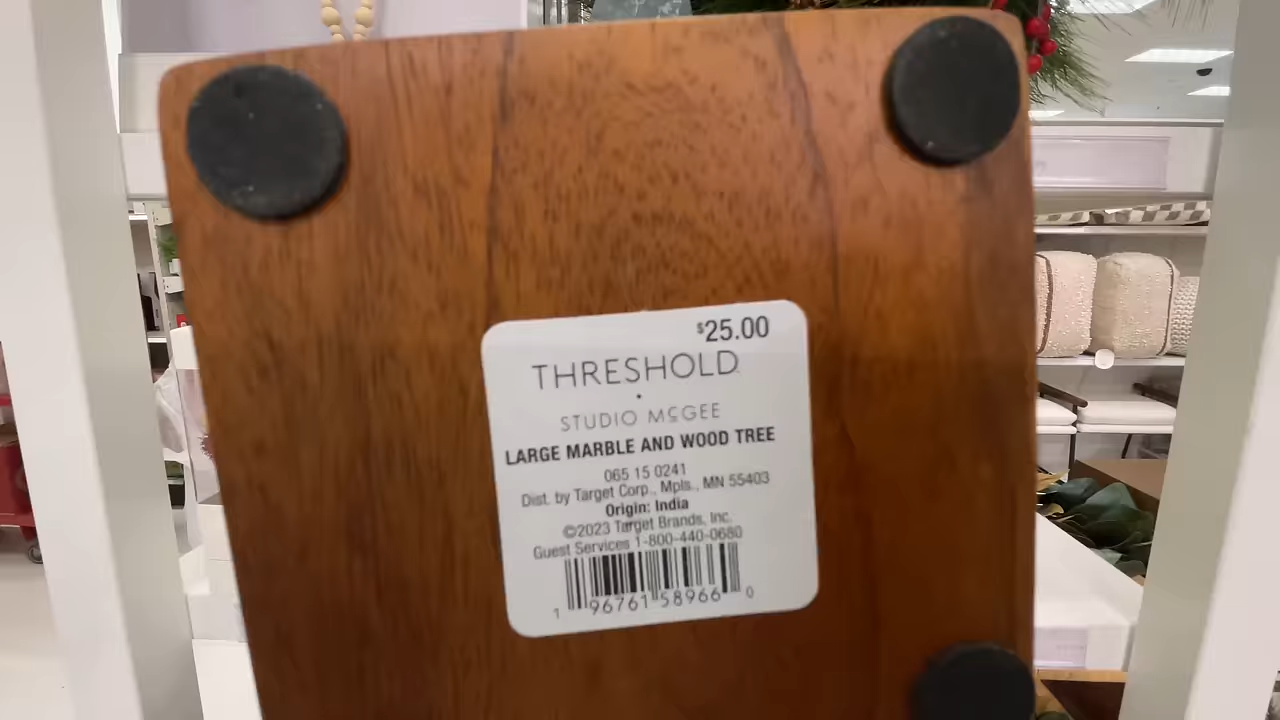 $25.00
THRESHOLD
•
STUDIO McGEE
LARGE MARBLE AND WOOD TREE
065 15 0241
Dist. by Target Corp., Mpls., MN 55403
Origin: India
©2023 Target Brands, Inc.
Guest Services 1-800-440-0680
1 96761 58966 0